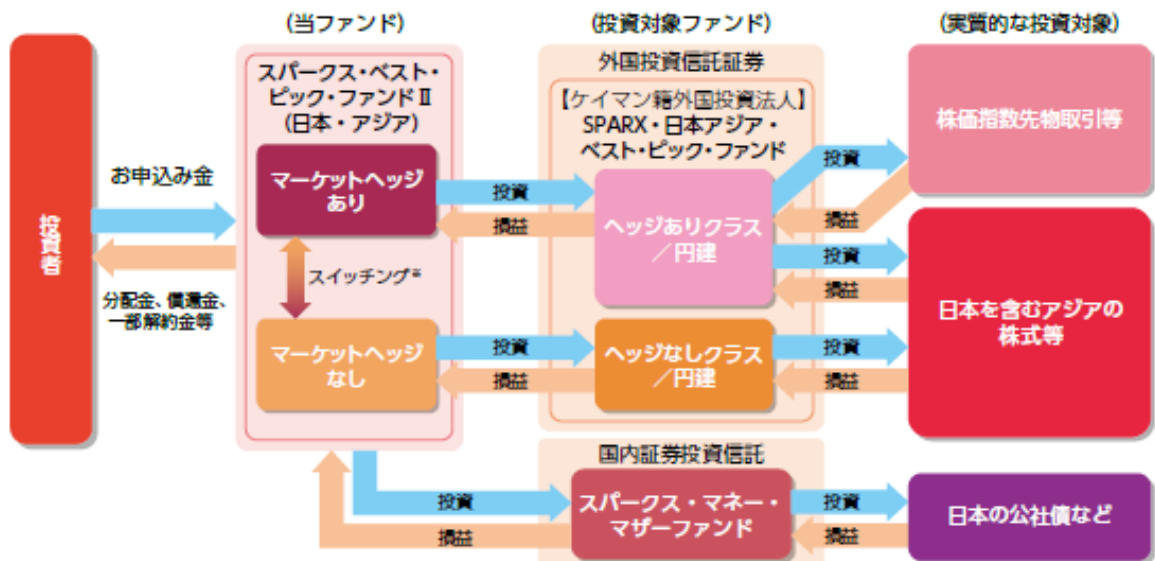 (当ファンド)
(投資対象ファンド)
(実質的な投資対象)
投資者
お申込み金
分配金、償還金、
一部解約金等
スパークス・ベスト・
ピック・ファンドⅡ
(日本・アジア)
マーケットヘッジ
あり
スイッチング※
マーケットヘッジ
なし
投資
損益
投資
損益
外国投資信託証券
【ケイマン籍外国投資法人】
SPARX・日本アジア・
ベスト・ピック・ファンド
ヘッジありクラス
/円建
ヘッジなしクラス
/円建
投資
損益
投資
損益
投資
損益
株価指数先物取引等
日本を含むアジアの
株式等
投資
損益
国内証券投資信託
スパークス・マネー・
マザーファンド
投資
損益
日本の公社債など